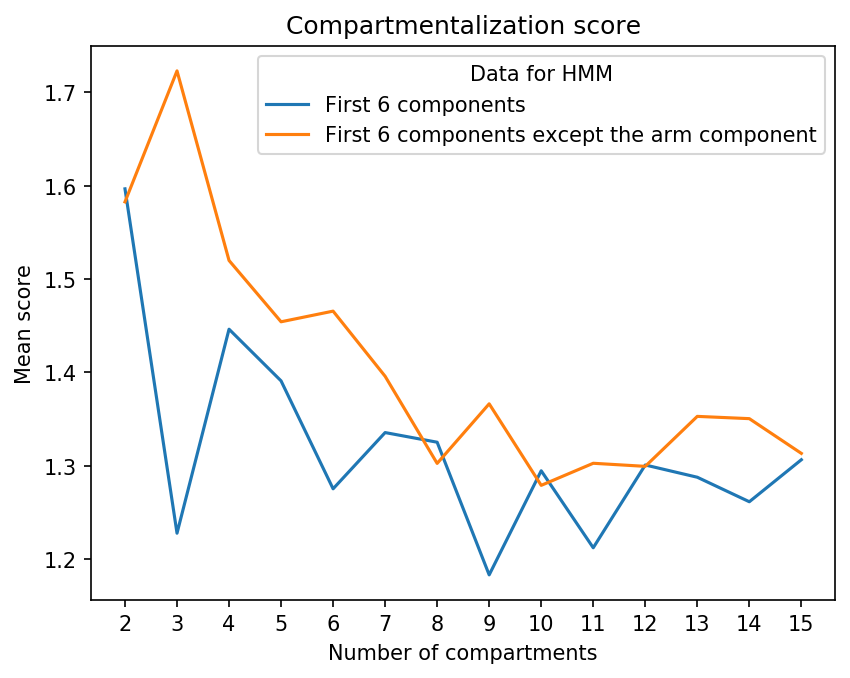 Compartmentalization score
Data for HMM
First 6 components
First 6 components except the arm component
Mean score
1.7
1.6
1.5
1.4
1.3
1.2
2 3 4 5 6 7 8 9 10 11 12 13 14 15
Number of compartments